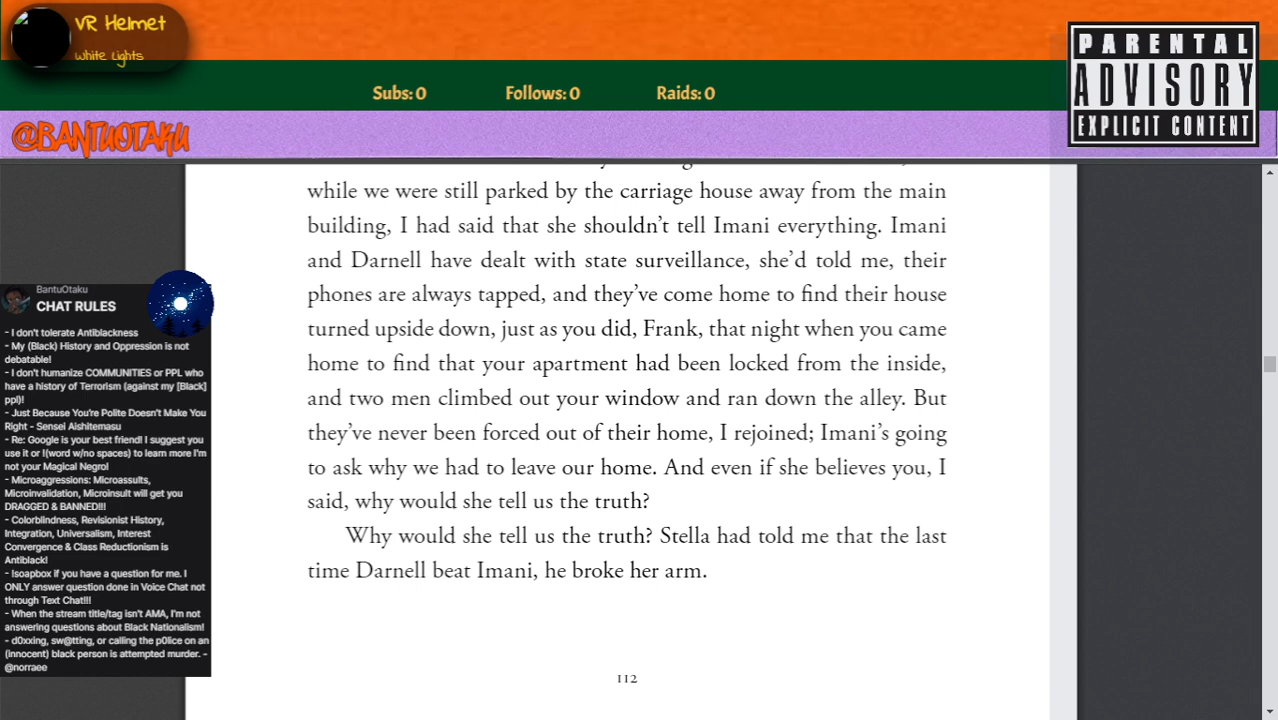 VR Helmet
White Lights
PARENTAL
ADVISORY
EXPLICIT CONTENT
Subs: 0 Follows: 0 Raids: 0
@BANTUOTAKU
while we were still parked by the carriage house away from the main
building, I had said that she shouldn’t tell Imani everything. Imani
and Darnell have dealt with state surveillance, she’d told me, their
phones are always tapped, and they’ve come home to find their house
turned upside down, just as you did, Frank, that night when you came
home to find that your apartment had been locked from the inside,
and two men climbed out your window and ran down the alley. But
they’ve never been forced out of their home, I rejoined; Imani’s going
to ask why we had to leave our home. And even if she believes you, I
said, why would she tell us the truth?
Why would she tell us the truth? Stella had told me that the last
time Darnell beat Imani, he broke her arm.
112
BantuOtaku
CHAT RULES
- I don't tolerate Antiblackness
- My (Black) History and Oppression is not
debatable!
- I don't humanize COMMUNITIES or PPL who
have a history of Terrorism (against my [Black]
ppl)!
- Just Because You're Polite Doesn't Make You
Right - Sensei Aishitemasu
- Re: Google is your best friend! I suggest you
use it or !(word w/no spaces) to learn more I'm
not your Magical Negro!
- Microaggressions: Microassults,
Microinvalidation, Microinsult will get you
DRAGGED & BANNED!!!
- Colorblindness, Revisionist History,
Integration, Universalism, Interest
Convergence & Class Reductionism is
Antiblack!
- !soapbox if you have a question for me. I
ONLY answer question done in Voice Chat not
through Text Chat!!!
- When the stream title/tag isn't AMA, I'm not
answering questions about Black Nationalism!
- d0xxing, sw@tting, or calling the p0lice on an
(innocent) black person is attempted murder. -
@norraee